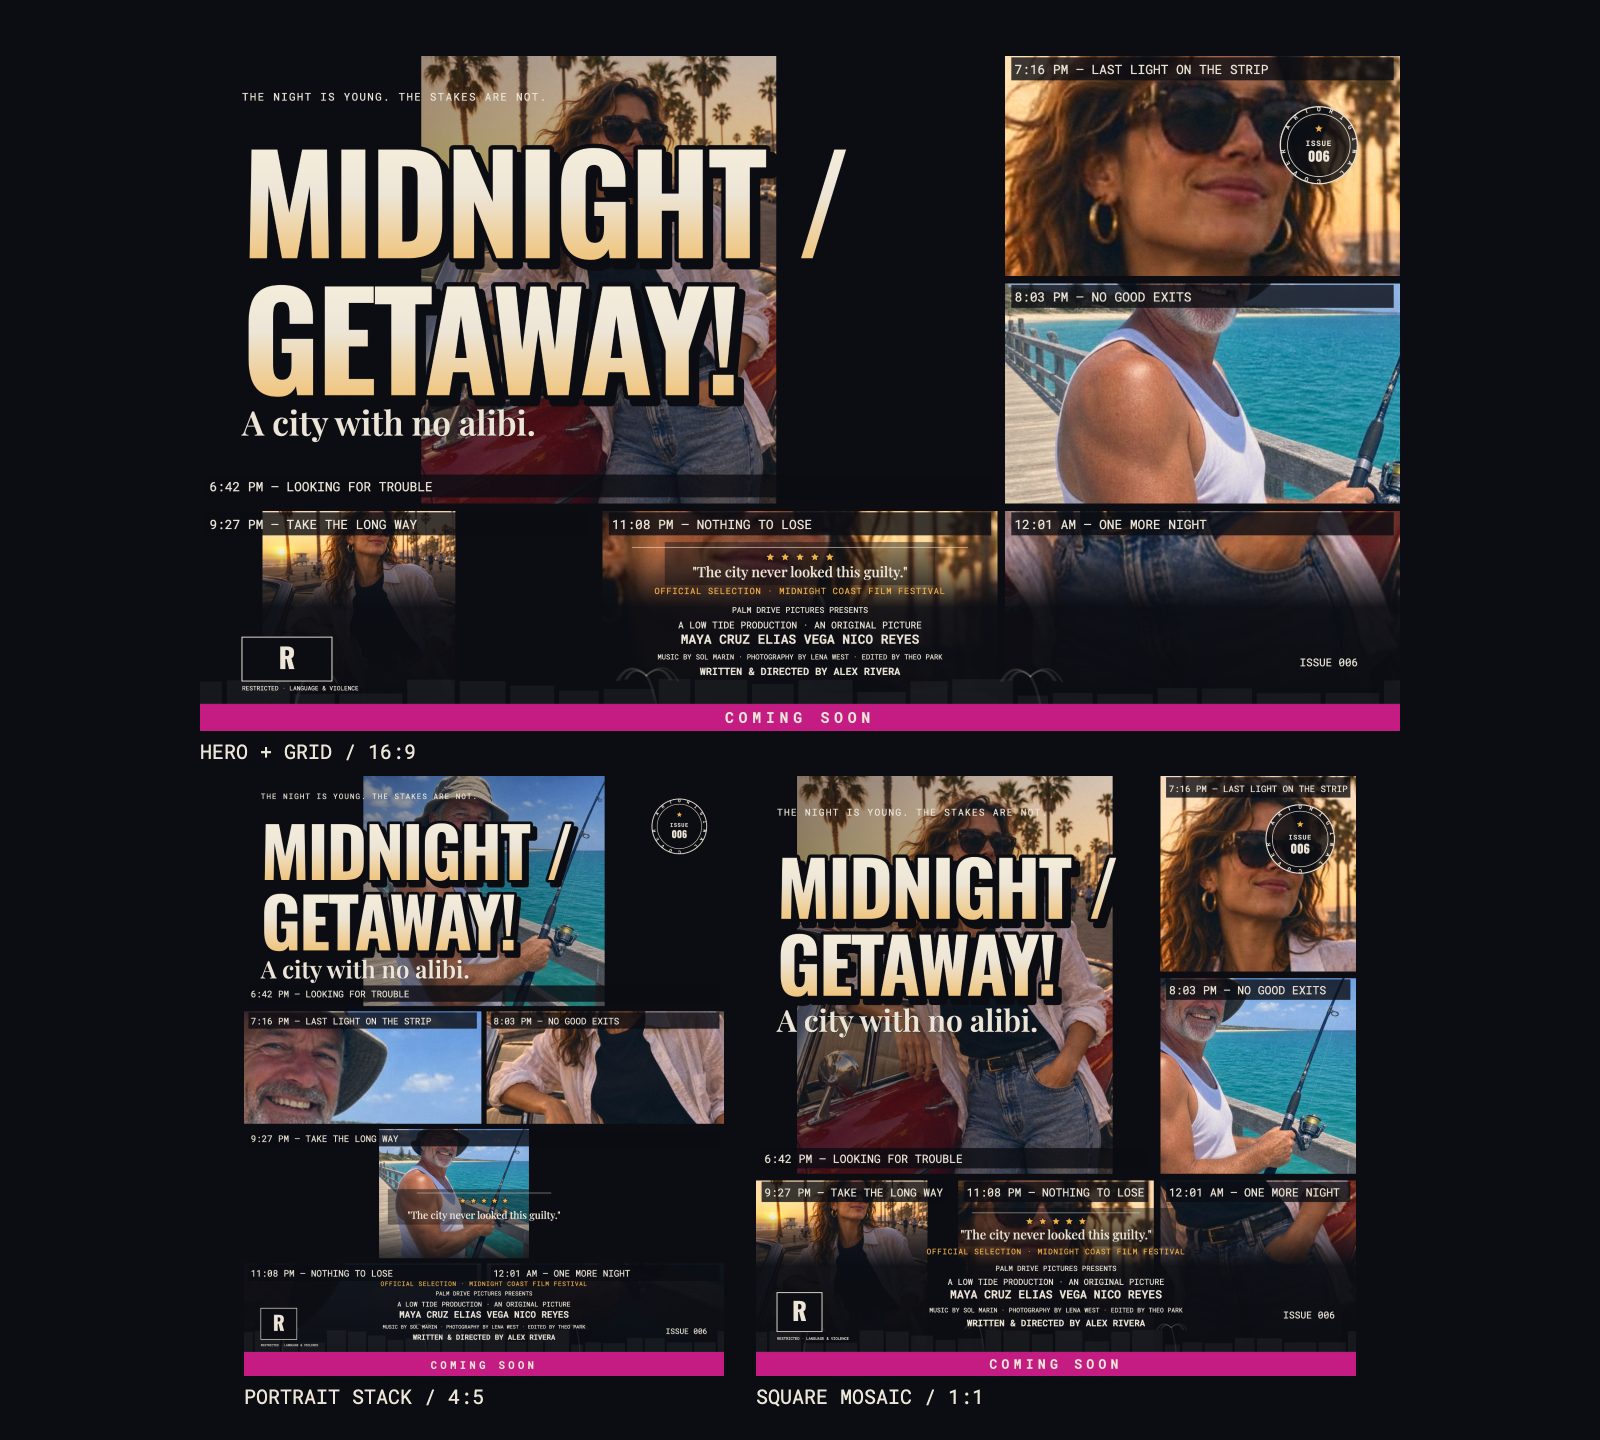 THE NIGHT IS YOUNG. THE STAKES ARE NOT.
MIDNIGHT /
GETAWAY!
A city with no alibi.
6:42 PM — LOOKING FOR TROUBLE
7:16 PM — LAST LIGHT ON THE STRIP
ISSUE
006
8:03 PM — NO GOOD EXITS
9:27 PM — TAKE THE LONG WAY
11:08 PM — NOTHING TO LOSE
12:01 AM — ONE MORE NIGHT
"The city never looked this guilty."
OFFICIAL SELECTION · MIDNIGHT COAST FILM FESTIVAL
PALM DRIVE PICTURES PRESENTS
A LOW TIDE PRODUCTION · AN ORIGINAL PICTURE
MAYA CRUZ ELIAS VEGA NICO REYES
MUSIC BY SOL MARIN · PHOTOGRAPHY BY LENA WEST · EDITED BY THEO PARK
WRITTEN & DIRECTED BY ALEX RIVERA
R
RESTRICTED · LANGUAGE & VIOLENCE
ISSUE 006
COMING SOON
HERO + GRID / 16:9
THE NIGHT IS YOUNG. THE STAKES ARE NOT.
MIDNIGHT /
GETAWAY!
A city with no alibi.
6:42 PM — LOOKING FOR TROUBLE
ISSUE
006
7:16 PM — LAST LIGHT ON THE STRIP
8:03 PM — NO GOOD EXITS
9:27 PM — TAKE THE LONG WAY
"The city never looked this guilty."
11:08 PM — NOTHING TO LOSE
12:01 AM — ONE MORE NIGHT
OFFICIAL SELECTION · MIDNIGHT COAST FILM FESTIVAL
PALM DRIVE PICTURES PRESENTS
A LOW TIDE PRODUCTION · AN ORIGINAL PICTURE
MAYA CRUZ ELIAS VEGA NICO REYES
MUSIC BY SOL MARIN · PHOTOGRAPHY BY LENA WEST · EDITED BY THEO PARK
WRITTEN & DIRECTED BY ALEX RIVERA
R
RESTRICTED · LANGUAGE & VIOLENCE
ISSUE 006
COMING SOON
PORTRAIT STACK / 4:5
THE NIGHT IS YOUNG. THE STAKES ARE NOT.
MIDNIGHT /
GETAWAY!
A city with no alibi.
6:42 PM — LOOKING FOR TROUBLE
7:16 PM — LAST LIGHT ON THE STRIP
ISSUE
006
8:03 PM — NO GOOD EXITS
9:27 PM — TAKE THE LONG WAY
11:08 PM — NOTHING TO LOSE
12:01 AM — ONE MORE NIGHT
"The city never looked this guilty."
OFFICIAL SELECTION · MIDNIGHT COAST FILM FESTIVAL
PALM DRIVE PICTURES PRESENTS
A LOW TIDE PRODUCTION · AN ORIGINAL PICTURE
MAYA CRUZ ELIAS VEGA NICO REYES
MUSIC BY SOL MARIN · PHOTOGRAPHY BY LENA WEST · EDITED BY THEO PARK
WRITTEN & DIRECTED BY ALEX RIVERA
R
RESTRICTED · LANGUAGE & VIOLENCE
ISSUE 006
COMING SOON
SQUARE MOSAIC / 1:1